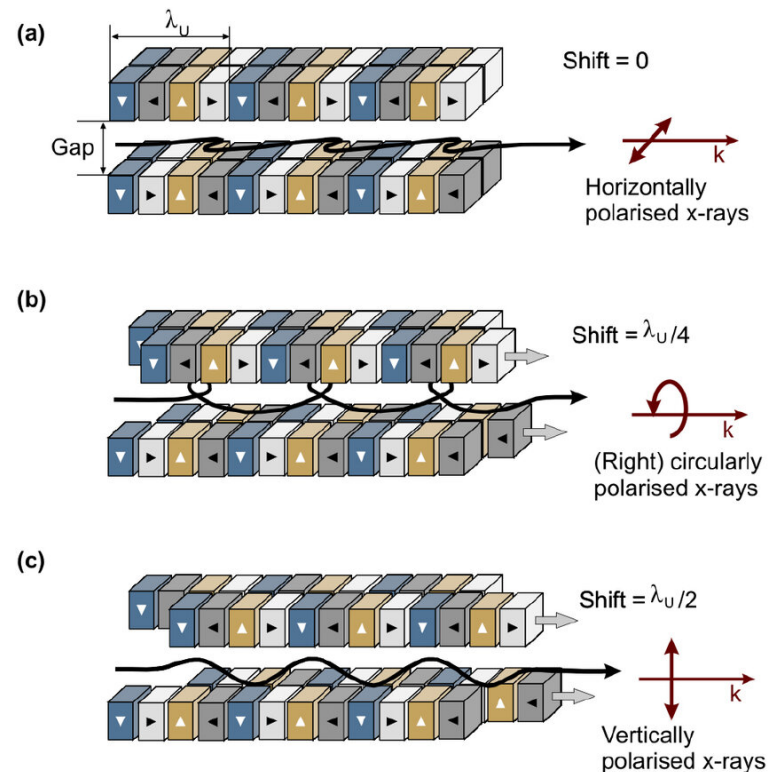 (a)
λU
Shift = 0
Gap
k
Horizontally
polarised x-rays
(b)
Shift = λU/4
k
(Right) circularly
polarised x-rays
(c)
Shift = λU/2
k
Vertically
polarised x-rays